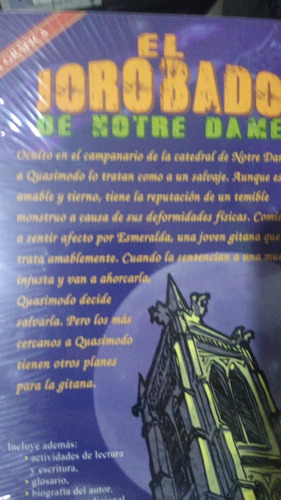 GRÁFICA
EL
JOROBADO
DE NOTRE DAME
Oculto en el campanario de la catedral de Notre Dam
a Quasimodo lo tratan como a un salvaje. Aunque es
amable y tierno, tiene la reputación de un temible
monstruo a causa de sus deformidades físicas. Comie
a sentir afecto por Esmeralda, una joven gitana que
trata amablemente. Cuando la sentencian a una mue
injusta y van a ahorcarla,
Quasimodo decide
salvarla. Pero los más
cercanos a Quasimodo
tienen otros planes
para la gitana.
Incluye además:
• actividades de lectura
y escritura,
• glosario,
• biografía del autor,